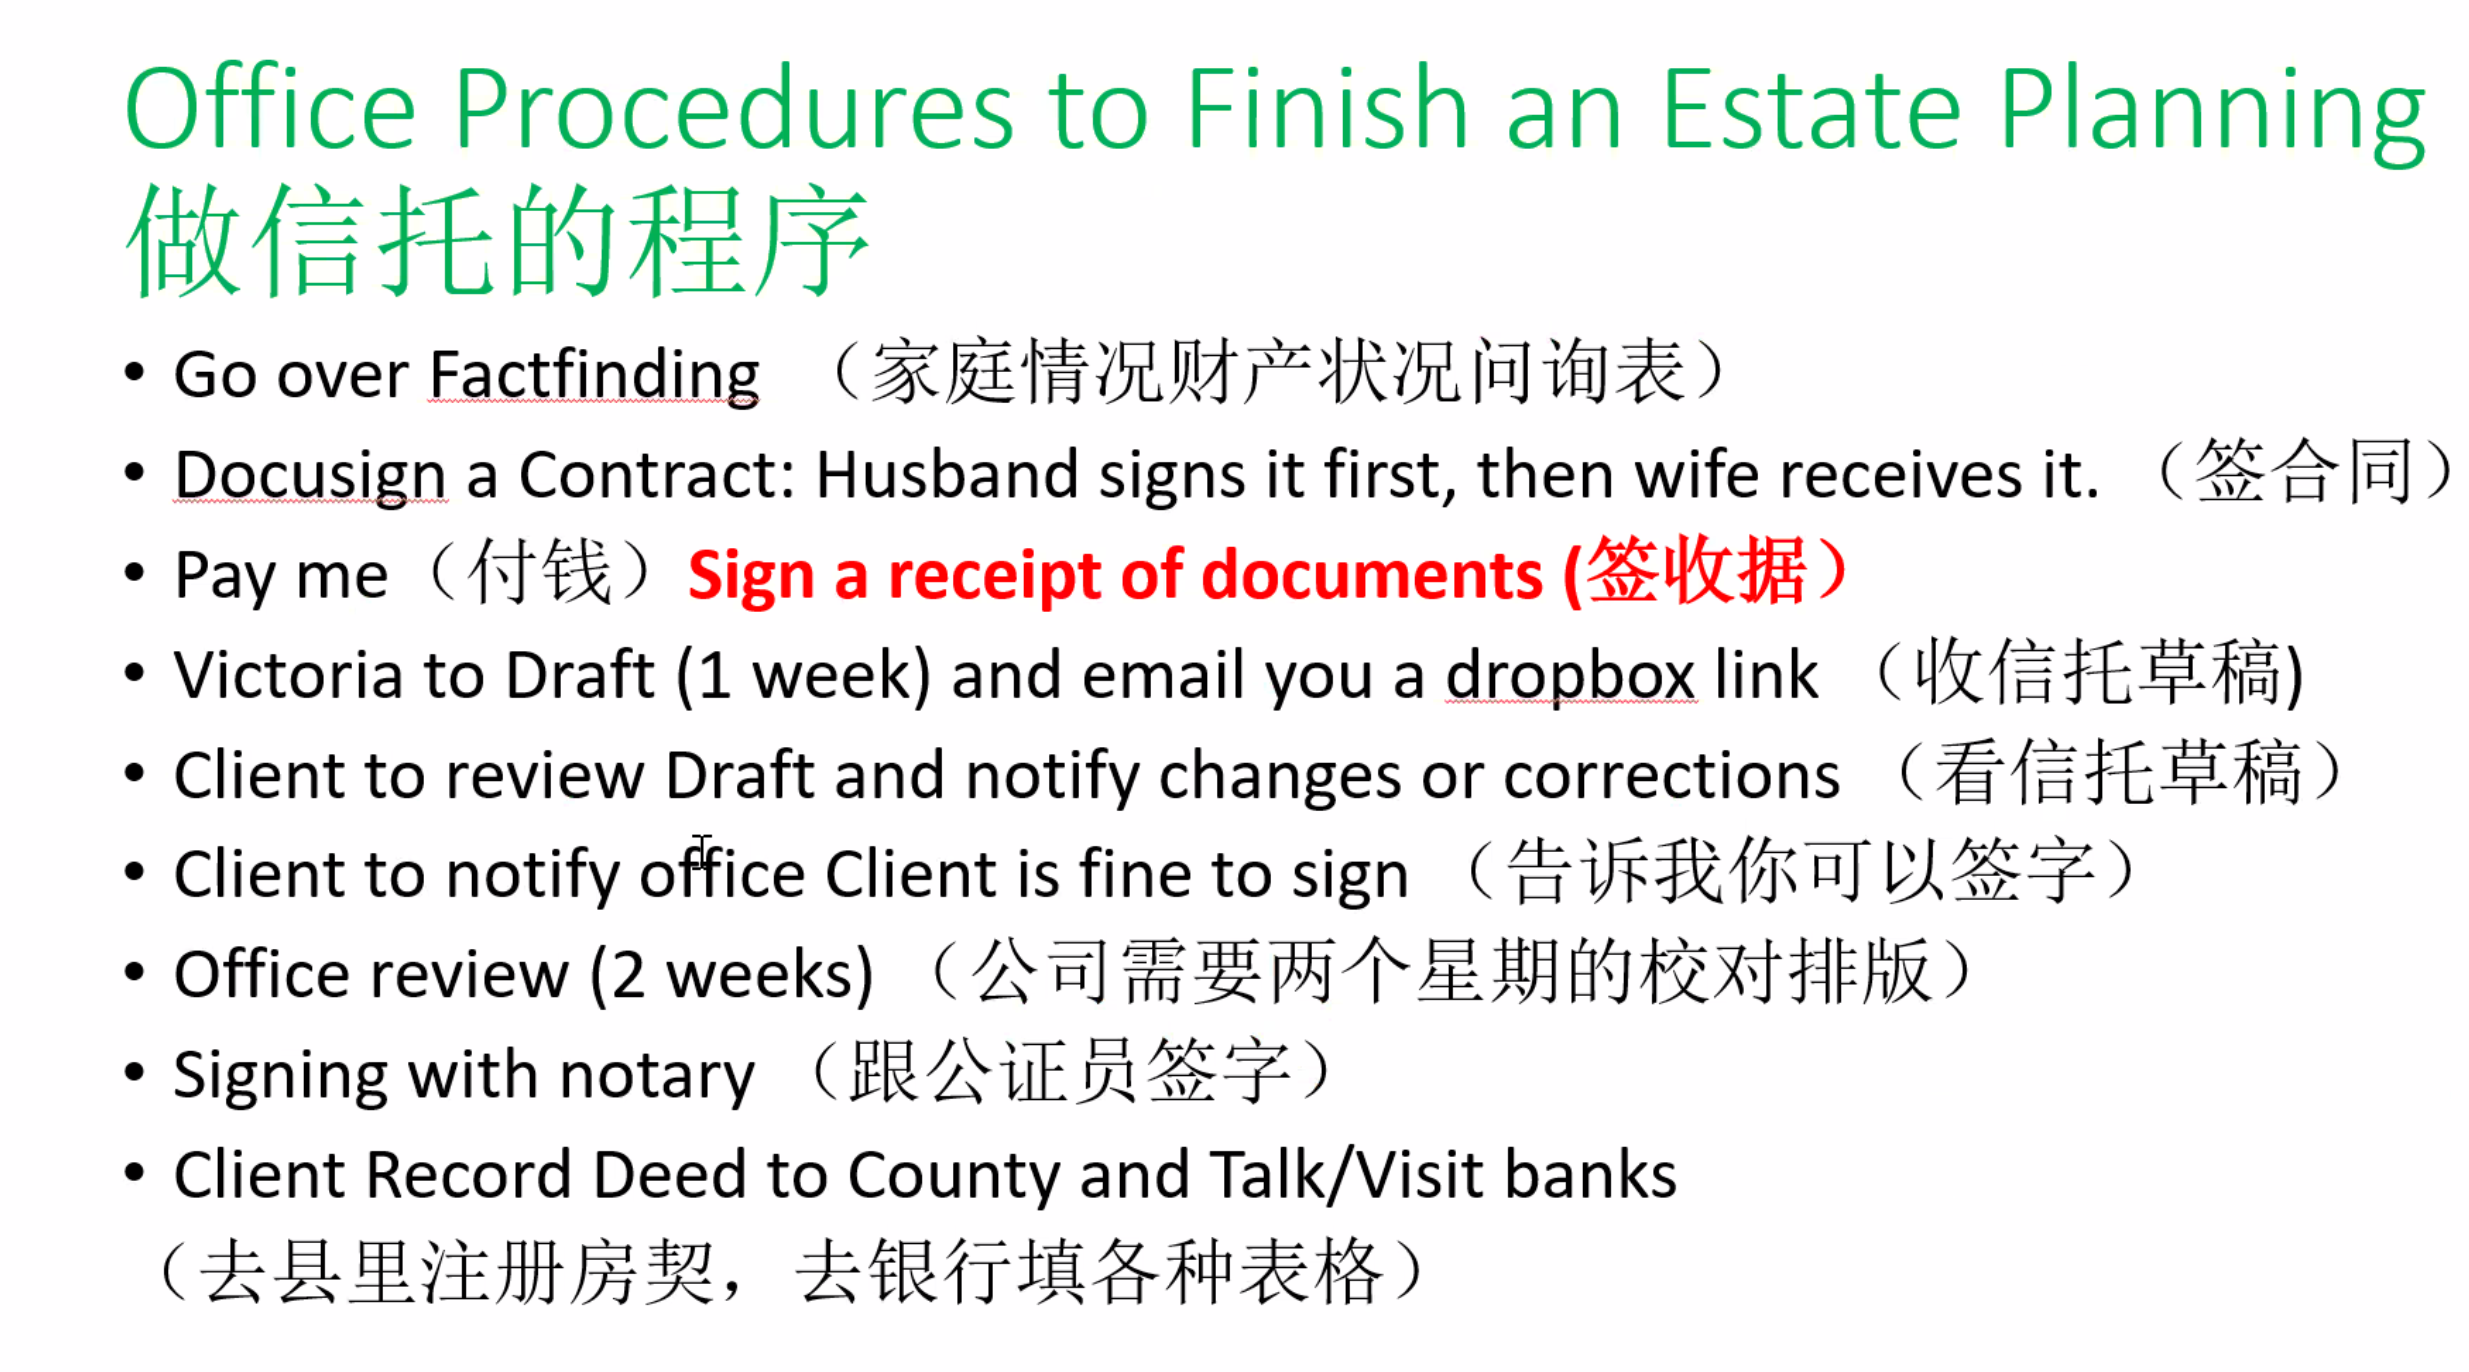 Office Procedures to Finish an Estate Planning
做信托的程序
• Go over Factfinding （家庭情况财产状况问询表）
• Docusign a Contract: Husband signs it first, then wife receives it. （签合同）
• Pay me（付钱）Sign a receipt of documents (签收据）
• Victoria to Draft (1 week) and email you a dropbox link （收信托草稿)
• Client to review Draft and notify changes or corrections （看信托草稿）
• Client to notify office Client is fine to sign （告诉我你可以签字）
• Office review (2 weeks) （公司需要两个星期的校对排版）
• Signing with notary （跟公证员签字）
• Client Record Deed to County and Talk/Visit banks
（去县里注册房契，去银行填各种表格）